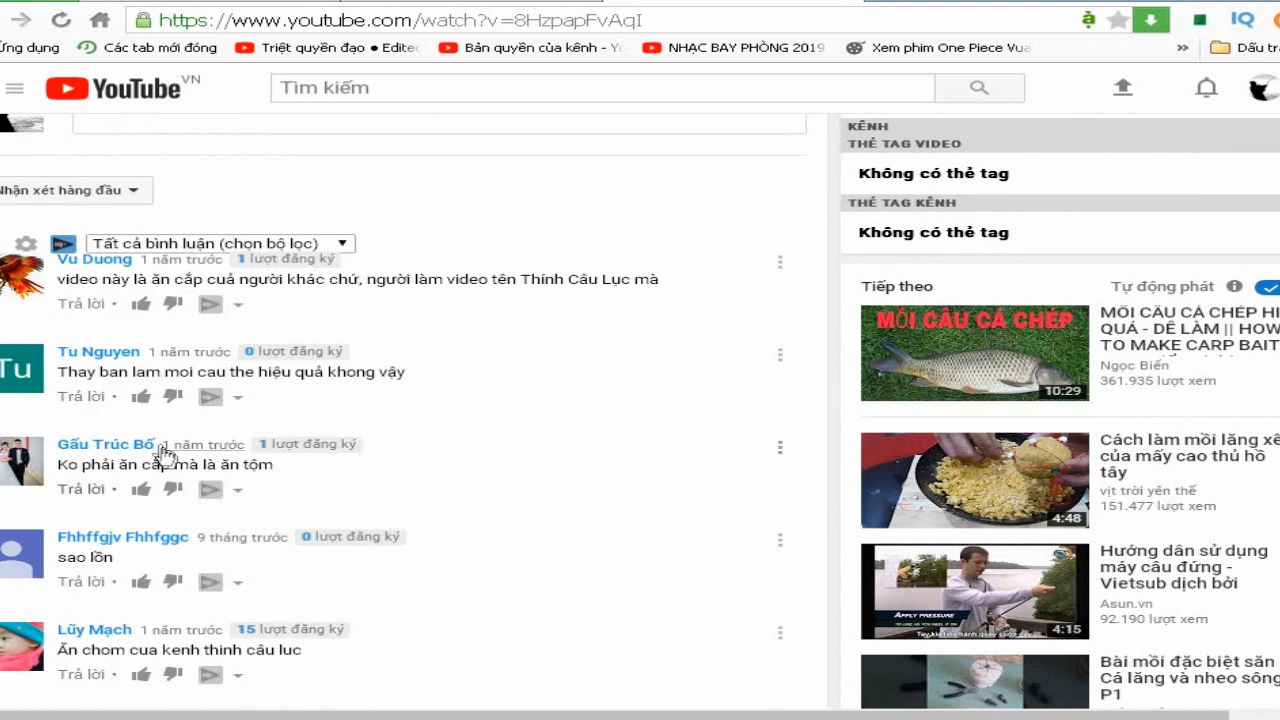 https://www.youtube.com/watch?v=8HzpapFvAqI
Ứng dụng Các tab mới đóng Triệt quyền đạo ● Edite Bản quyền của kênh - Yo NHẠC BAY PHÒNG 2019 Xem phim One Piece Vua » Dấu tra
YouTube VN Tìm kiếm
KÊNH
THẺ TAG VIDEO
Không có thẻ tag
THẺ TAG KÊNH
Không có thẻ tag
Nhận xét hàng đầu
Tất cả bình luận (chọn bộ lọc)
Vu Duong 1 năm trước 1 lượt đăng ký
video này là ăn cắp cuả người khác chứ, người làm video tên Thính Câu Lục mà
Trả lời •
Tu
Tu Nguyen 1 năm trước 0 lượt đăng ký
Thay ban lam moi cau the hiệu quả khong vậy
Trả lời •
Gấu Trúc Bố 1 năm trước 1 lượt đăng ký
Ko phải ăn cắp mà là ăn tộm
Trả lời •
Fhhffgjv Fhhfggc 9 tháng trước 0 lượt đăng ký
sao lồn
Trả lời •
Lũy Mạch 1 năm trước 15 lượt đăng ký
Ăn chom cua kenh thinh câu luc
Trả lời •
Tiếp theo Tự động phát
MỒI CÂU CÁ CHÉP
10:29
MỒI CÂU CÁ CHÉP HI
QUẢ - DỄ LÀM || HOW
TO MAKE CARP BAIT
Ngọc Biển
361.935 lượt xem
4:48
Cách làm mồi lăng xê
của mấy cao thủ hồ
tây
vịt trời yên thế
151.477 lượt xem
APPLY PRESSURE
4:15
Hướng dẫn sử dụng
máy câu đứng -
Vietsub dịch bởi
Asun.vn
92.190 lượt xem
Bài mồi đặc biệt săn
Cá lăng và nheo sông
P1